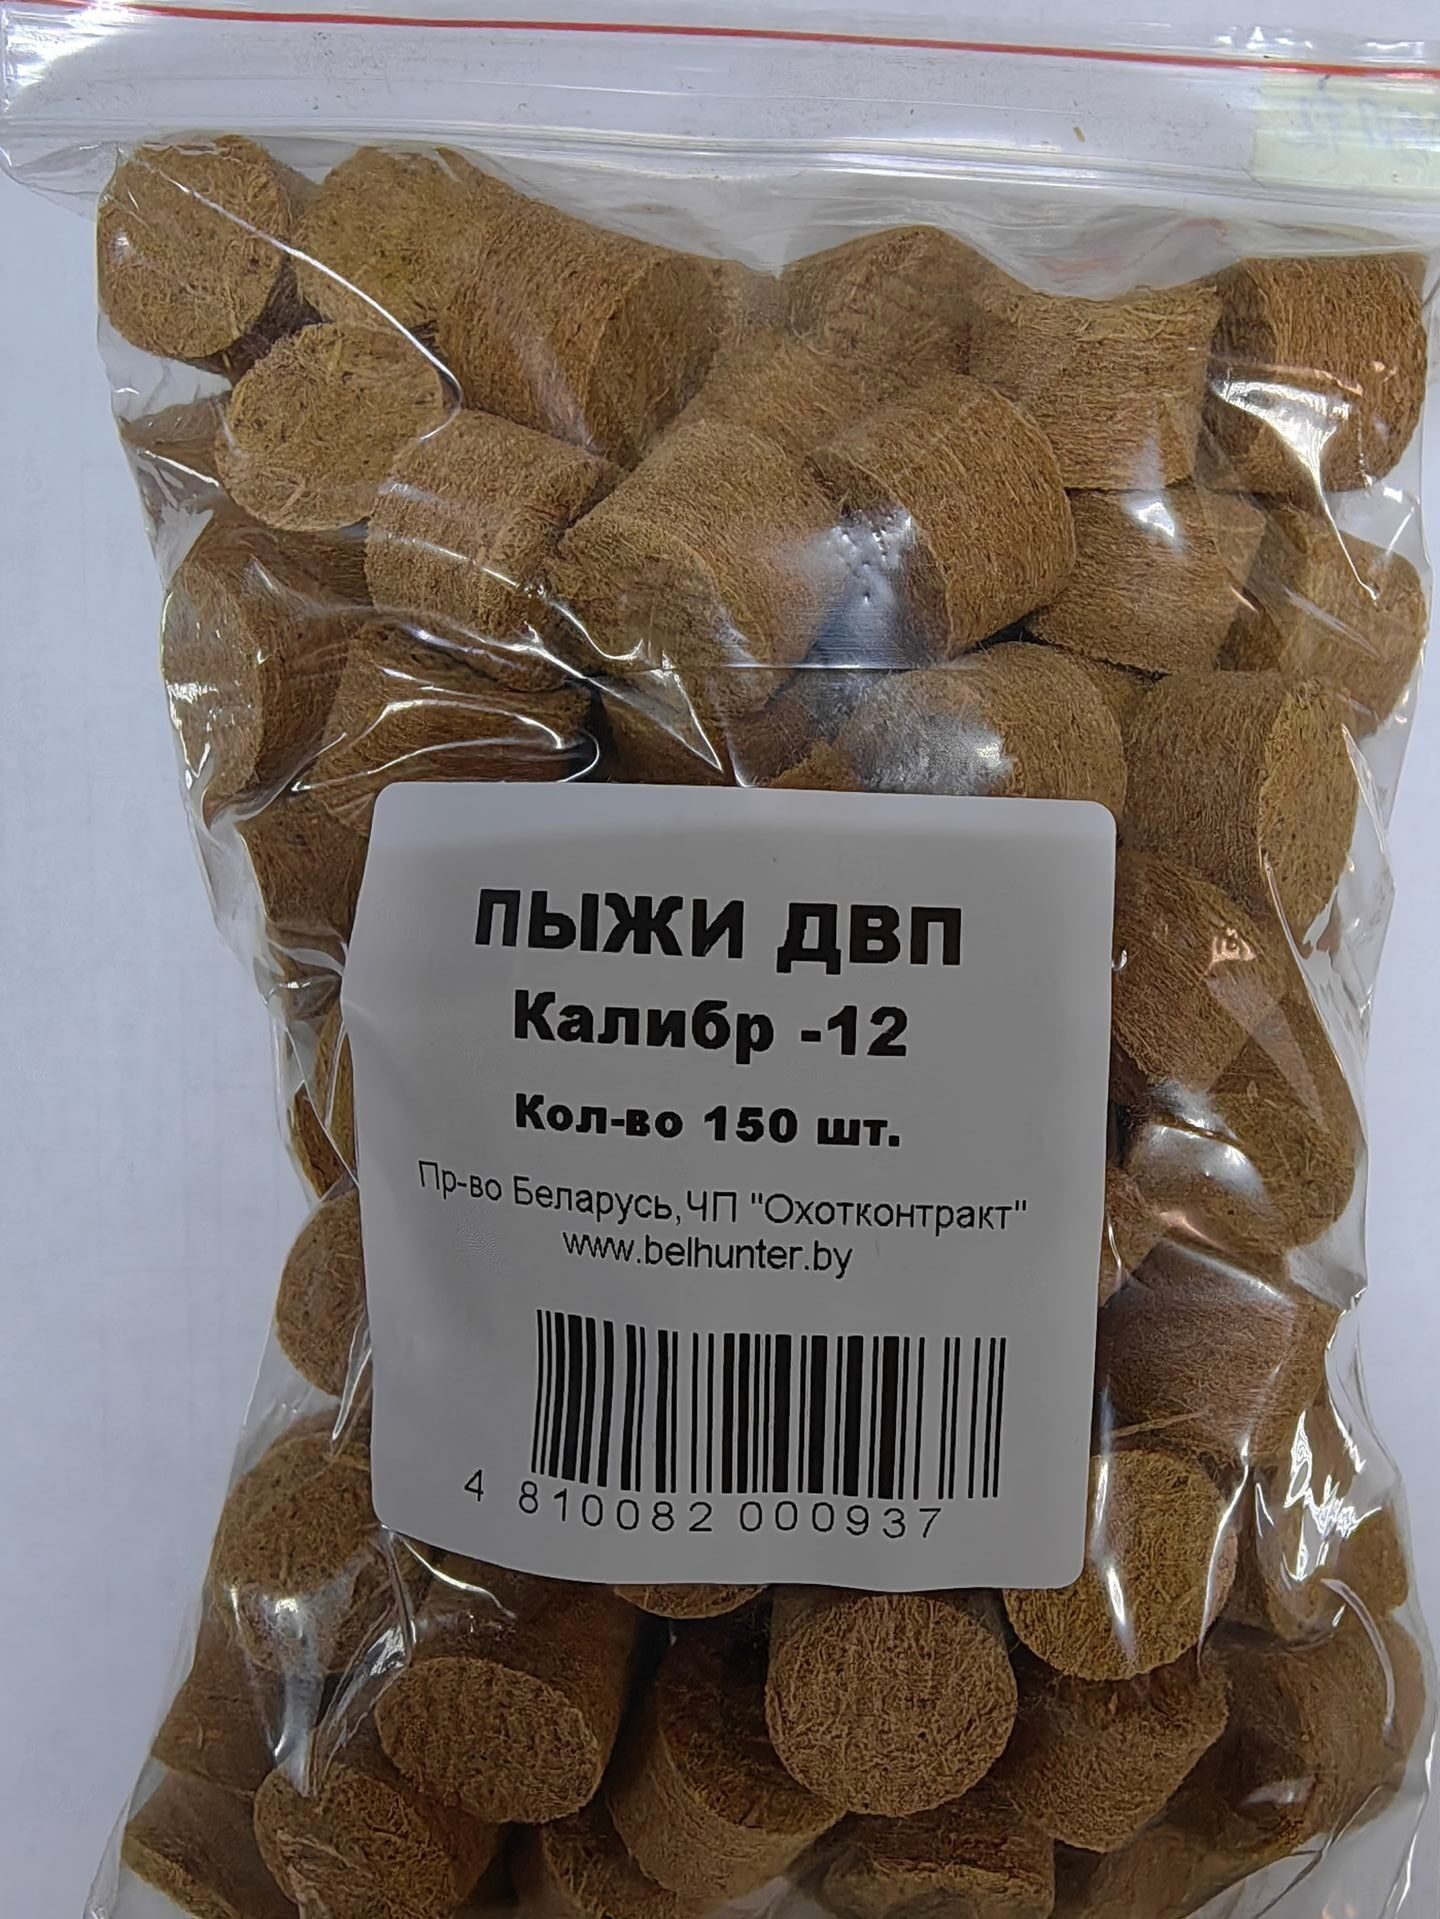 ПЫЖИ ДВП
Калибр -12
Кол-во 150 шт.
Пр-во Беларусь,ЧП "Охотконтракт"
www.belhunter.by
4 810082 000937